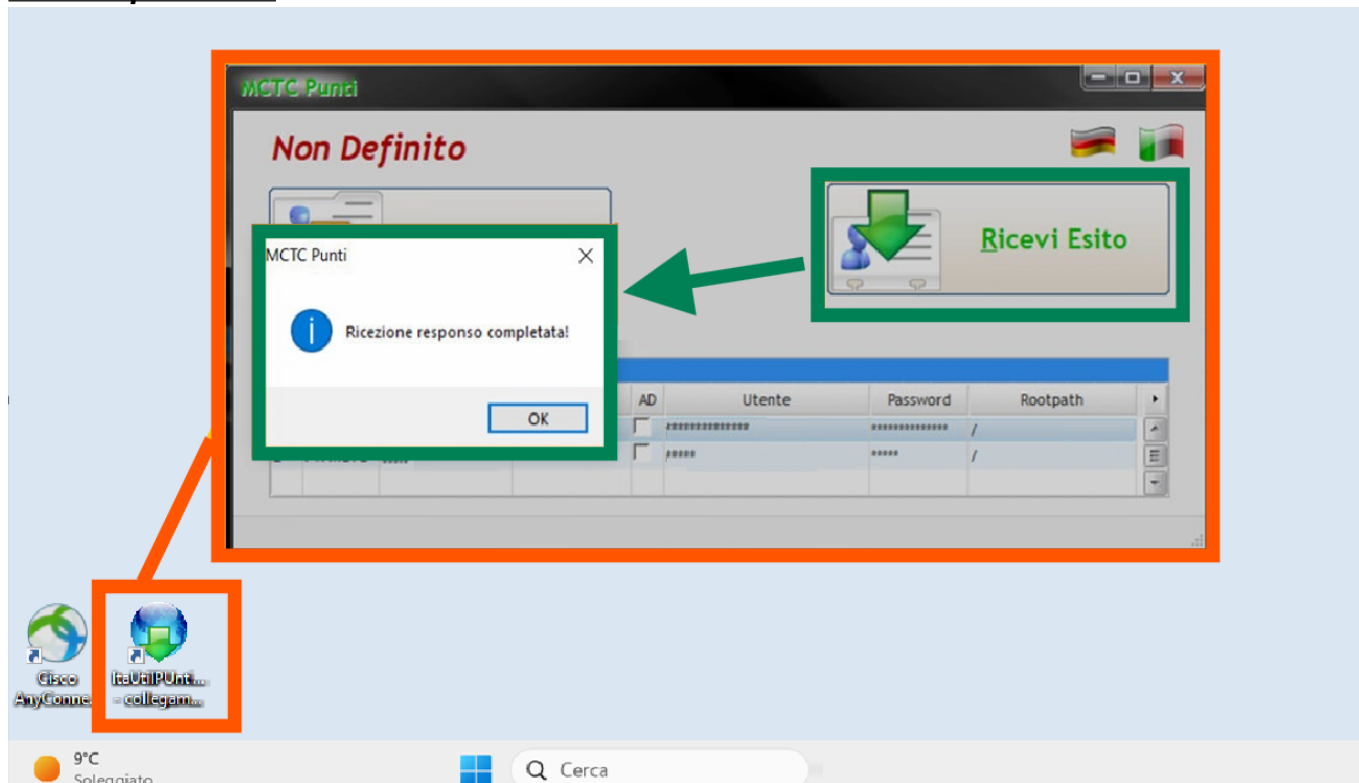 MCTC Punti
Non Definito
Ricevi Esito
MCTC Punti
Ricezione responso completata!
OK
AD Utente Password Rootpath
************** ************** /
***** ***** ***** /
Cisco
AnyConne...
ItaUtilPUnti...
- collegam...
9°C
Soleggiato
Cerca